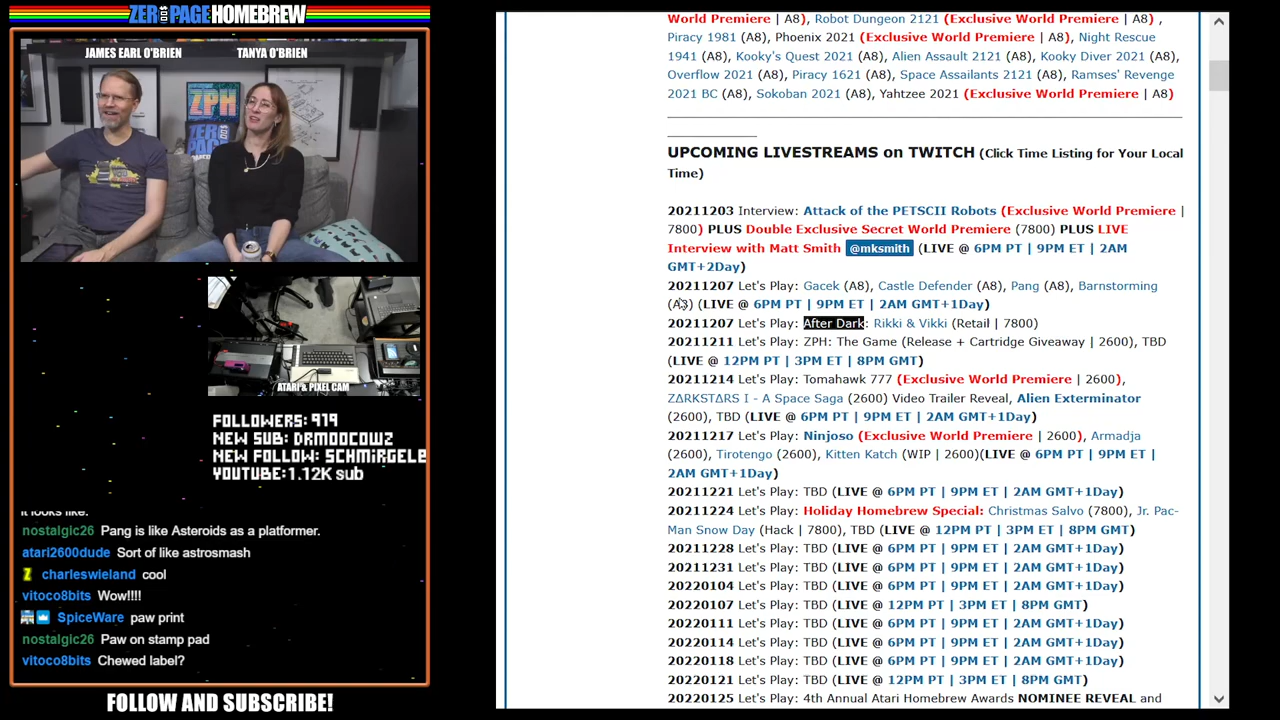 ZERO PAGE HOMEBREW
JAMES EARL O'BRIEN
TANYA O'BRIEN
ZPH
ATARI & PIXEL CAM
FOLLOWERS: 919
NEW SUB: DRMOOCOWZ
NEW FOLLOW: SCHMIRGELB
YOUTUBE: 1.12K sub
it looks like.
nostalgic26 Pang is like Asteroids as a platformer.
atari2600dude Sort of like astrosmash
charleswieland cool
vitoco8bits Wow!!!!
SpiceWare paw print
nostalgic26 Paw on stamp pad
vitoco8bits Chewed label?
FOLLOW AND SUBSCRIBE!
World Premiere | A8), Robot Dungeon 2121 (Exclusive World Premiere | A8) ,
Piracy 1981 (A8), Phoenix 2021 (Exclusive World Premiere | A8), Night Rescue
1941 (A8), Kooky's Quest 2021 (A8), Alien Assault 2121 (A8), Kooky Diver 2021 (A8),
Overflow 2021 (A8), Piracy 1621 (A8), Space Assailants 2121 (A8), Ramses' Revenge
2021 BC (A8), Sokoban 2021 (A8), Yahtzee 2021 (Exclusive World Premiere | A8)
UPCOMING LIVESTREAMS on TWITCH (Click Time Listing for Your Local
Time)
20211203 Interview: Attack of the PETSCII Robots (Exclusive World Premiere |
7800) PLUS Double Exclusive Secret World Premiere (7800) PLUS LIVE
Interview with Matt Smith @mksmith (LIVE @ 6PM PT | 9PM ET | 2AM
GMT+2Day)
20211207 Let's Play: Gacek (A8), Castle Defender (A8), Pang (A8), Barnstorming
(A8) (LIVE @ 6PM PT | 9PM ET | 2AM GMT+1Day)
20211207 Let's Play: After Dark: Rikki & Vikki (Retail | 7800)
20211211 Let's Play: ZPH: The Game (Release + Cartridge Giveaway | 2600), TBD
(LIVE @ 12PM PT | 3PM ET | 8PM GMT)
20211214 Let's Play: Tomahawk 777 (Exclusive World Premiere | 2600),
ZΔRKSTΔRS I - A Space Saga (2600) Video Trailer Reveal, Alien Exterminator
(2600), TBD (LIVE @ 6PM PT | 9PM ET | 2AM GMT+1Day)
20211217 Let's Play: Ninjoso (Exclusive World Premiere | 2600), Armadja
(2600), Tirotengo (2600), Kitten Katch (WIP | 2600)(LIVE @ 6PM PT | 9PM ET |
2AM GMT+1Day)
20211221 Let's Play: TBD (LIVE @ 6PM PT | 9PM ET | 2AM GMT+1Day)
20211224 Let's Play: Holiday Homebrew Special: Christmas Salvo (7800), Jr. Pac-
Man Snow Day (Hack | 7800), TBD (LIVE @ 12PM PT | 3PM ET | 8PM GMT)
20211228 Let's Play: TBD (LIVE @ 6PM PT | 9PM ET | 2AM GMT+1Day)
20211231 Let's Play: TBD (LIVE @ 6PM PT | 9PM ET | 2AM GMT+1Day)
20220104 Let's Play: TBD (LIVE @ 6PM PT | 9PM ET | 2AM GMT+1Day)
20220107 Let's Play: TBD (LIVE @ 12PM PT | 3PM ET | 8PM GMT)
20220111 Let's Play: TBD (LIVE @ 6PM PT | 9PM ET | 2AM GMT+1Day)
20220114 Let's Play: TBD (LIVE @ 6PM PT | 9PM ET | 2AM GMT+1Day)
20220118 Let's Play: TBD (LIVE @ 6PM PT | 9PM ET | 2AM GMT+1Day)
20220121 Let's Play: TBD (LIVE @ 12PM PT | 3PM ET | 8PM GMT)
20220125 Let's Play: 4th Annual Atari Homebrew Awards NOMINEE REVEAL and